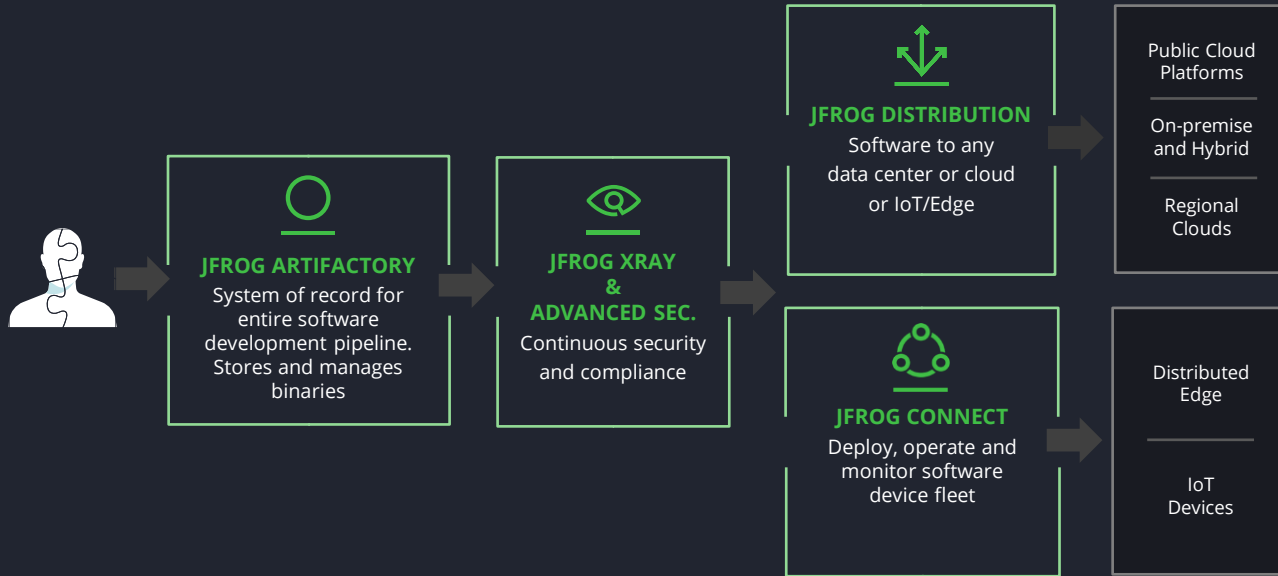 JFROG ARTIFACTORY
System of record for
entire software
development pipeline.
Stores and manages
binaries
JFROG XRAY
&
ADVANCED SEC.
Continuous security
and compliance
JFROG DISTRIBUTION
Software to any
data center or cloud
or IoT/Edge
Public Cloud
Platforms
On-premise
and Hybrid
Regional
Clouds
JFROG CONNECT
Deploy, operate and
monitor software
device fleet
Distributed
Edge
IoT
Devices